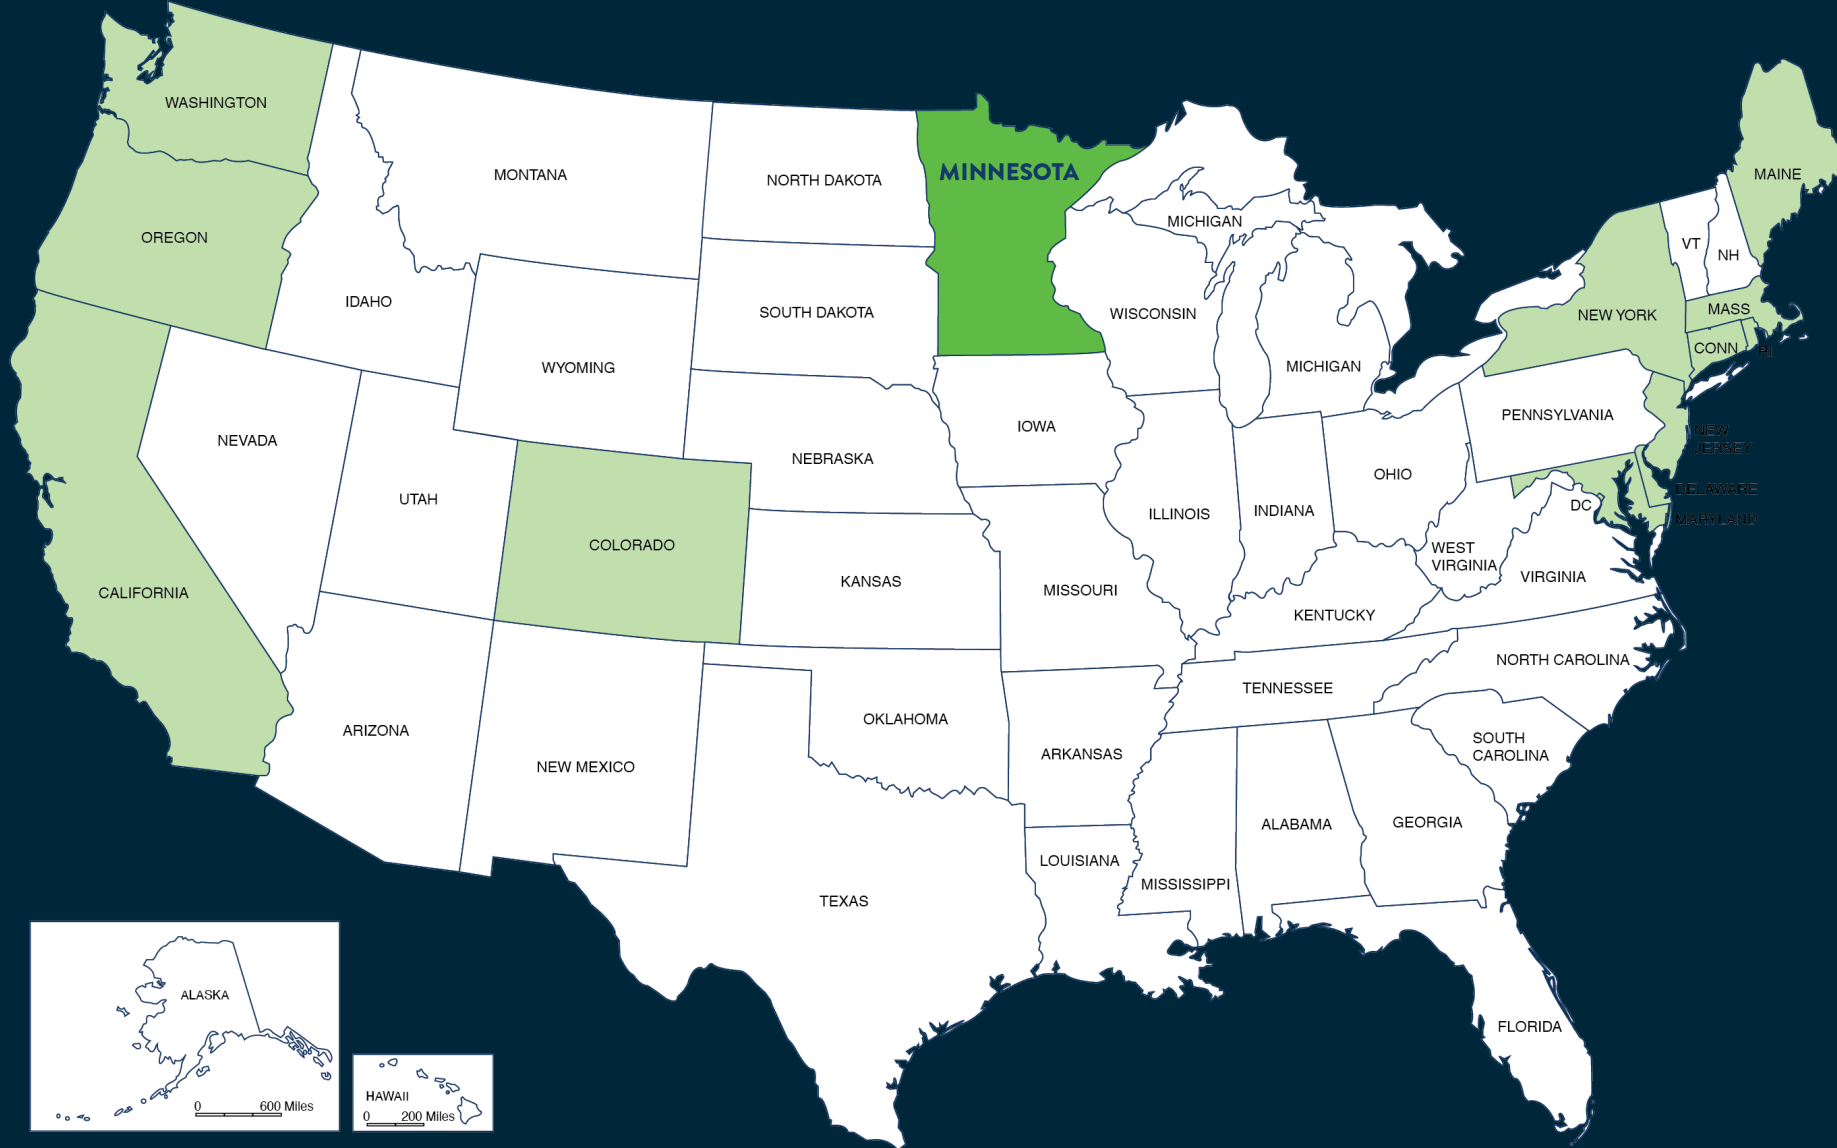 WASHINGTON
MONTANA
NORTH DAKOTA
MINNESOTA
MAINE
OREGON
MICHIGAN
VT
NH
IDAHO
SOUTH DAKOTA
WISCONSIN
NEW YORK
MASS
CONN
RI
WYOMING
MICHIGAN
NEVADA
NEBRASKA
IOWA
PENNSYLVANIA
NEW
JERSEY
UTAH
OHIO
DELAWARE
COLORADO
ILLINOIS
INDIANA
DC
MARYLAND
CALIFORNIA
KANSAS
MISSOURI
WEST
VIRGINIA
VIRGINIA
KENTUCKY
ARIZONA
NEW MEXICO
OKLAHOMA
TENNESSEE
NORTH CAROLINA
ARKANSAS
SOUTH
CAROLINA
TEXAS
LOUISIANA
MISSISSIPPI
ALABAMA
GEORGIA
FLORIDA
ALASKA
0 600 Miles
HAWAII
0 200 Miles